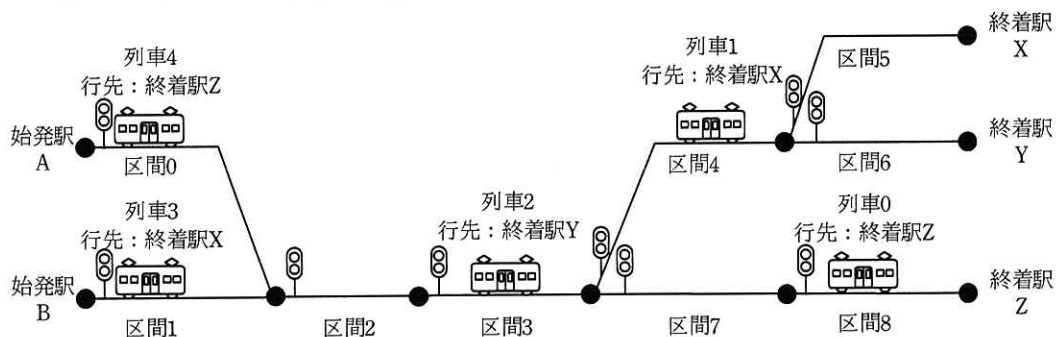 列車4
行先：終着駅Z
始発駅
A
区間0
列車3
行先：終着駅X
始発駅
B
区間1
区間2
列車2
行先：終着駅Y
区間3
列車1
行先：終着駅X
区間4
区間5
終着駅
X
区間6
終着駅
Y
列車0
行先：終着駅Z
区間7
区間8
終着駅
Z